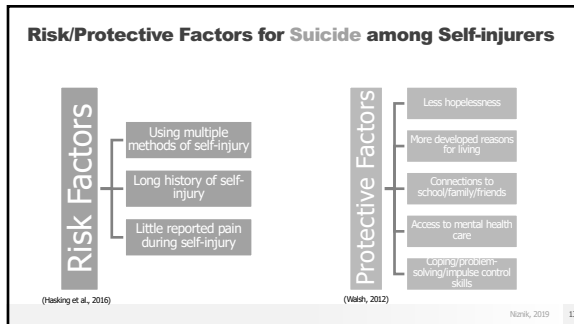 Risk/Protective Factors for Suicide among Self-injurers
Risk Factors
Using multiple
methods of self-injury
Long history of self-
injury
Little reported pain
during self-injury
(Hasking et al., 2016)
Protective Factors
Less hopelessness
More developed reasons
for living
Connections to
school/family/friends
Access to mental health
care
Coping/problem-
solving/impulse control
skills
(Walsh, 2012)
Niznik, 2019